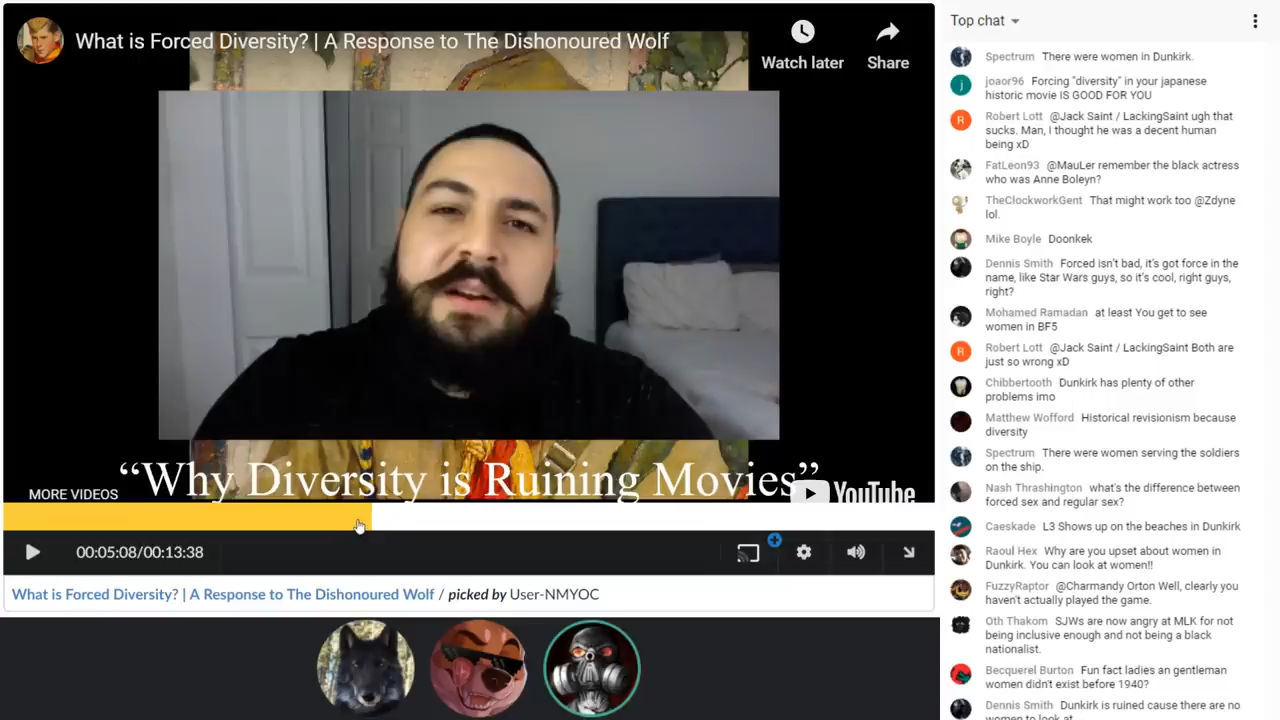 What is Forced Diversity? | A Response to The Dishonoured Wolf
Watch later
Share
MORE VIDEOS
“Why Diversity is Ruining Movies”
YouTube
00:05:08/00:13:38
What is Forced Diversity? | A Response to The Dishonoured Wolf / picked by User-NMYOC
Top chat
Spectrum There were women in Dunkirk.
j
joaor96 Forcing "diversity" in your japanese
historic movie IS GOOD FOR YOU
R
Robert Lott @Jack Saint / LackingSaint ugh that
sucks. Man, I thought he was a decent human
being xD
FatLeon93 @MauLer remember the black actress
who was Anne Boleyn?
TheClockworkGent That might work too @Zdyne
lol.
Mike Boyle Doonkek
Dennis Smith Forced isn't bad, it's got force in the
name, like Star Wars guys, so it's cool, right guys,
right?
Mohamed Ramadan at least You get to see
women in BF5
R
Robert Lott @Jack Saint / LackingSaint Both are
just so wrong xD
Chibbertooth Dunkirk has plenty of other
problems imo
Matthew Wofford Historical revisionism because
diversity
Spectrum There were women serving the soldiers
on the ship.
Nash Thrashington what's the difference between
forced sex and regular sex?
Caeskade L3 Shows up on the beaches in Dunkirk
Raoul Hex Why are you upset about women in
Dunkirk. You can look at women!!
FuzzyRaptor @Charmandy Orton Well, clearly you
haven't actually played the game.
Oth Thakom SJWs are now angry at MLK for not
being inclusive enough and not being a black
nationalist.
Becquerel Burton Fun fact ladies an gentleman
women didn't exist before 1940?
Dennis Smith Dunkirk is ruined cause there are no
women to look at